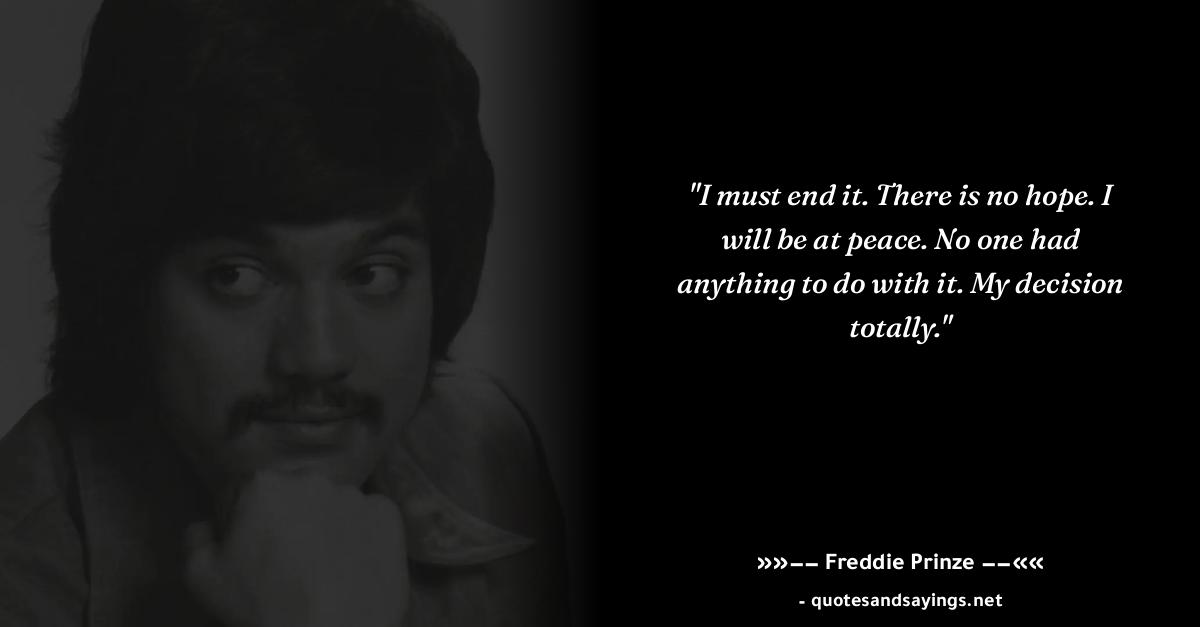 "I must end it. There is no hope. I
will be at peace. No one had
anything to do with it. My decision
totally."
»»−− Freddie Prinze −−««
- quotesandsayings.net